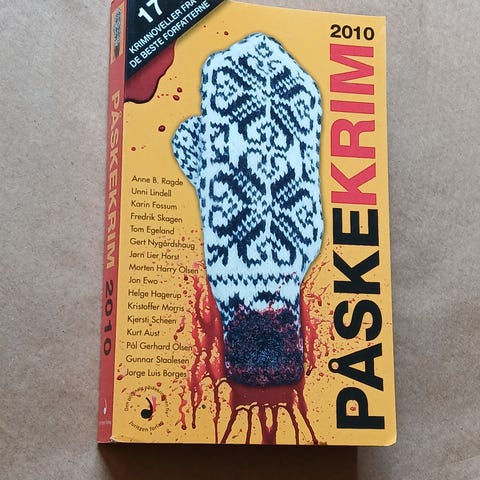 17
KRIMNOVELLER FRA
DE BESTE FORFATTERNE
2010
PÅSKEKRIM
Anne B. Ragde
Unni Lindell
Karin Fossum
Fredrik Skagen
Tom Egeland
Gert Nygårdshaug
Jørn Lier Horst
Morten Harry Olsen
Jon Ewo
Helge Hagerup
Kristoffer Morris
Kjersti Scheen
Kurt Aust
Pål Gerhard Olsen
Gunnar Staalesen
Jorge Luis Borges
Juritzen forlag
PÅSKEKRIM 2010